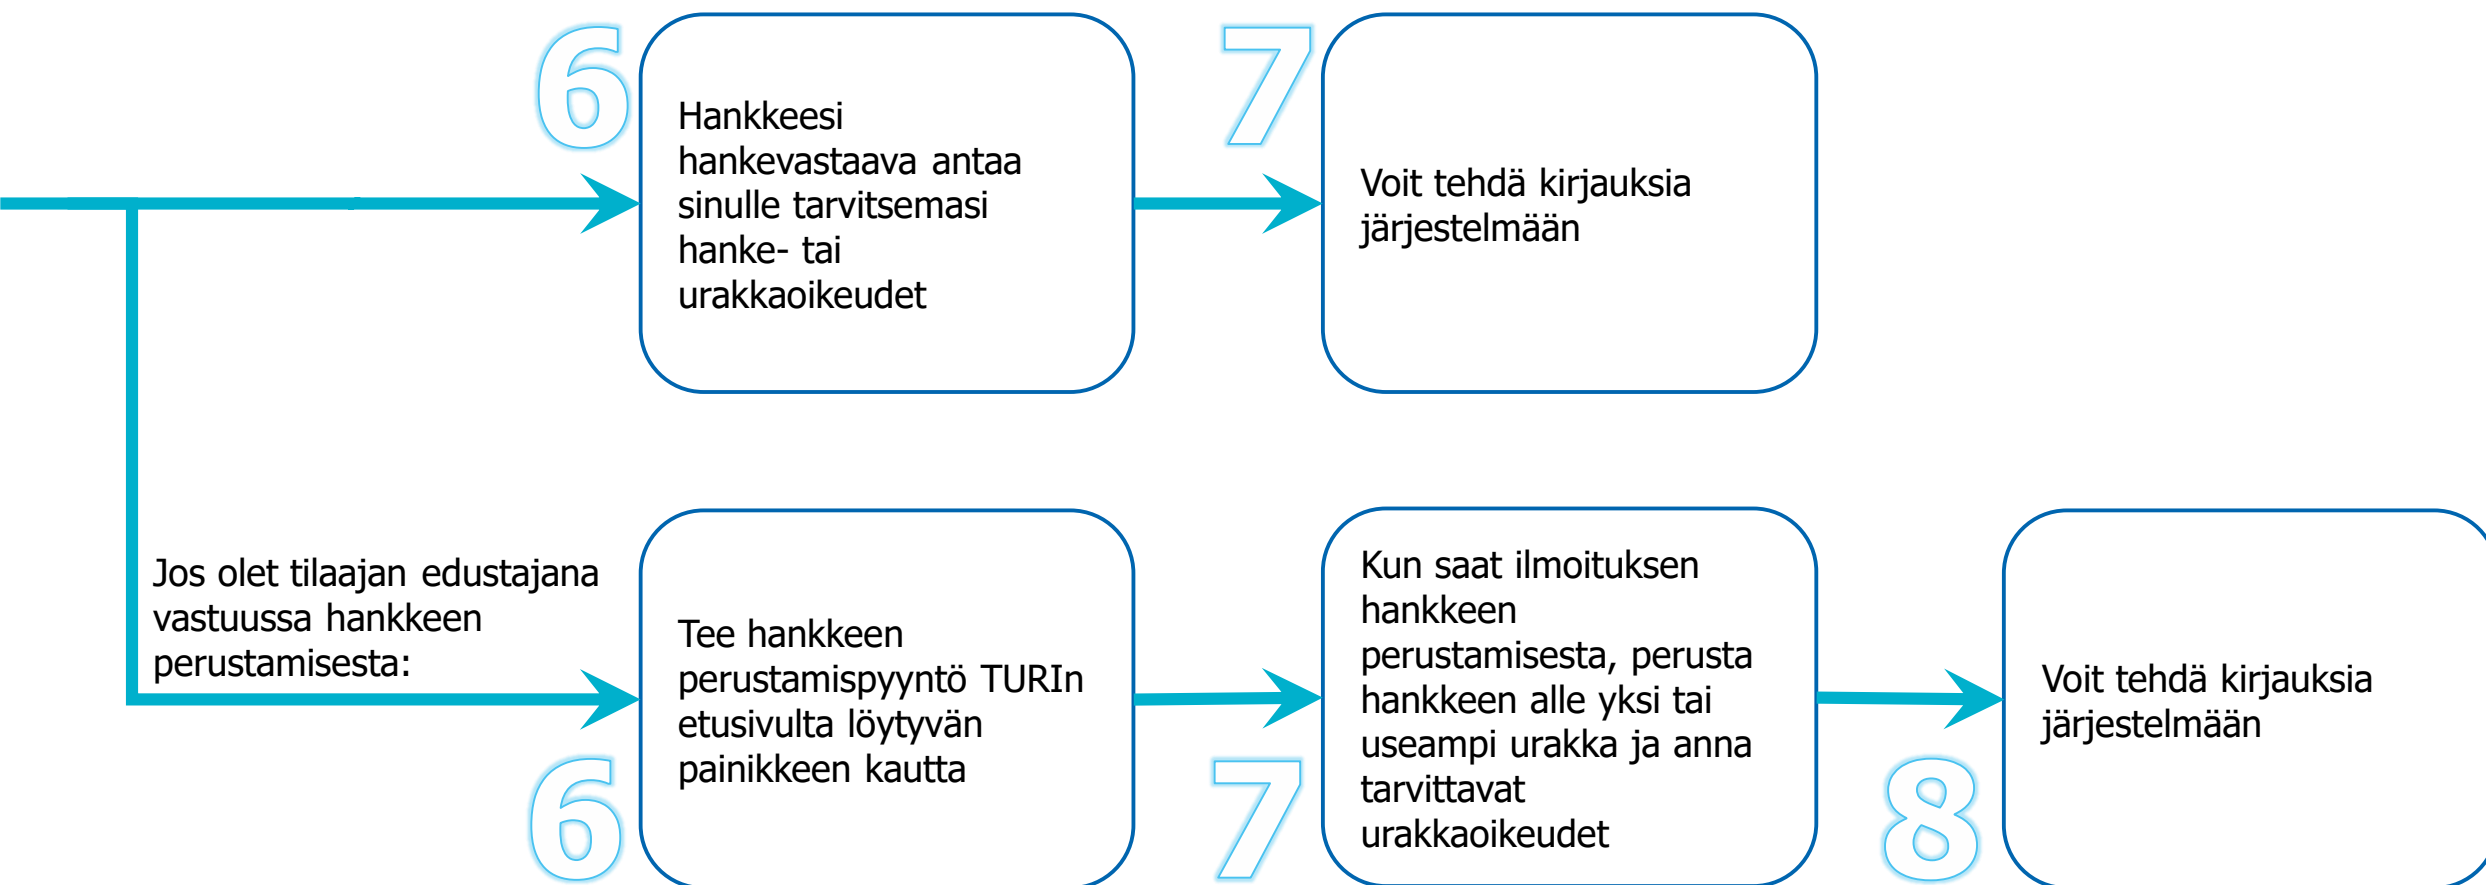 6
Hankkeesi
hankevastaava antaa
sinulle tarvitsemasi
hanke- tai
urakkaoikeudet
7
Voit tehdä kirjauksia
järjestelmään
Jos olet tilaajan edustajana
vastuussa hankkeen
perustamisesta:
6
Tee hankkeen
perustamispyyntö TURIn
etusivulta löytyvän
painikkeen kautta
7
Kun saat ilmoituksen
hankkeen
perustamisesta, perusta
hankkeen alle yksi tai
useampi urakka ja anna
tarvittavat
urakkaoikeudet
8
Voit tehdä kirjauksia
järjestelmään